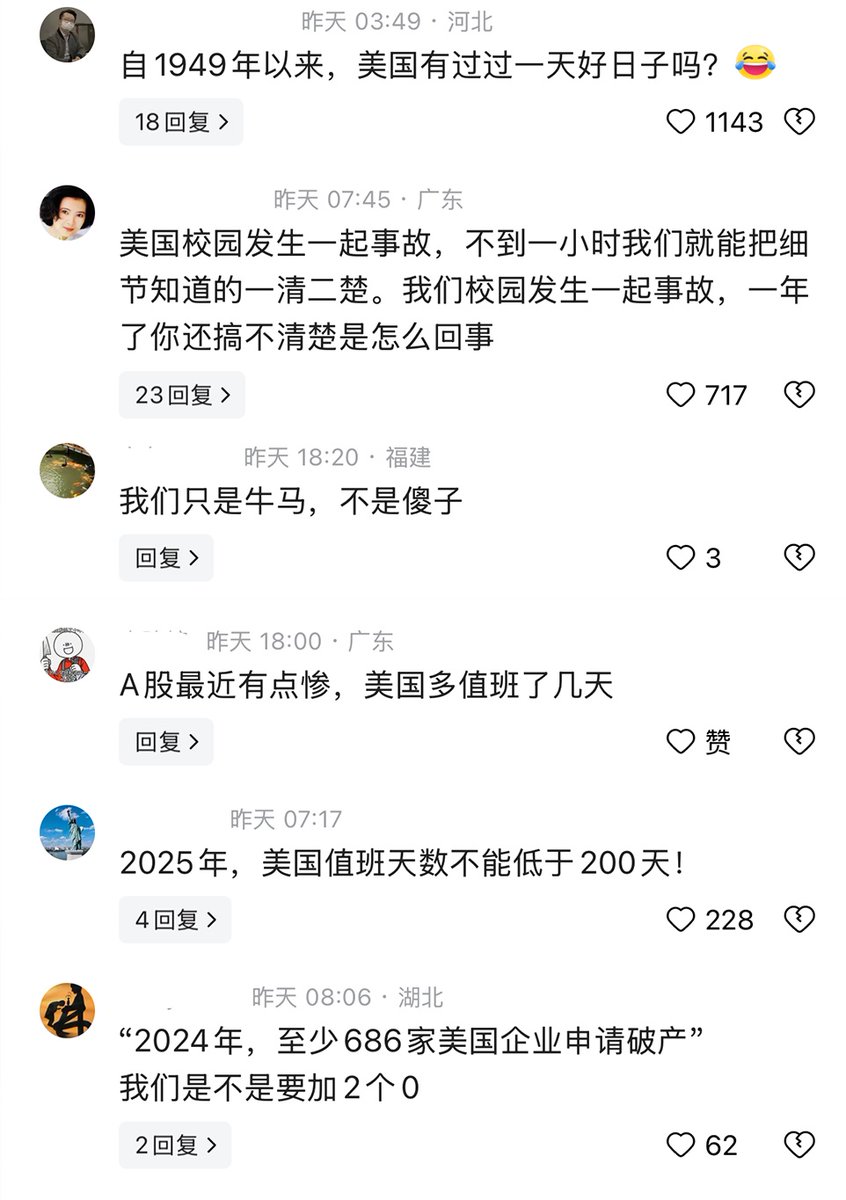 昨天 03:49 · 河北
自1949年以来，美国有过过一天好日子吗？😂
18回复 >
1143
昨天 07:45 · 广东
美国校园发生一起事故，不到一小时我们就能把细
节知道的一清二楚。我们校园发生一起事故，一年
了你还搞不清楚是怎么回事
23回复 >
717
昨天 18:20 · 福建
我们只是牛马，不是傻子
回复 >
3
昨天 18:00 · 广东
A股最近有点惨，美国多值班了几天
回复 >
赞
昨天 07:17
2025年，美国值班天数不能低于200天！
4回复 >
228
昨天 08:06 · 湖北
“2024年，至少686家美国企业申请破产”
我们是不是要加2个0
2回复 >
62